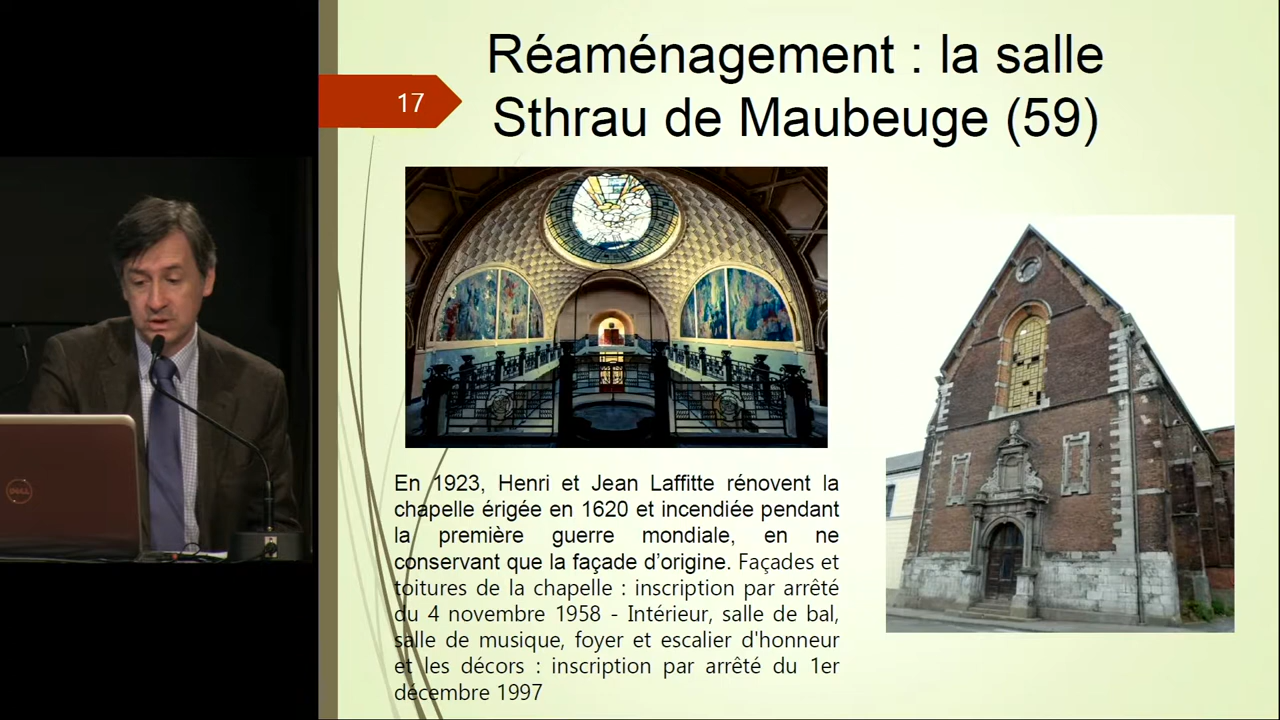 Réaménagement : la salle
Sthrau de Maubeuge (59)
17
En 1923, Henri et Jean Laffitte rénovent la
chapelle érigée en 1620 et incendiée pendant
la première guerre mondiale, en ne
conservant que la façade d'origine. Façades et
toitures de la chapelle : inscription par arrêté
du 4 novembre 1958 - Intérieur, salle de bal,
salle de musique, foyer et escalier d'honneur
et les décors : inscription par arrêté du 1er
décembre 1997
DELL